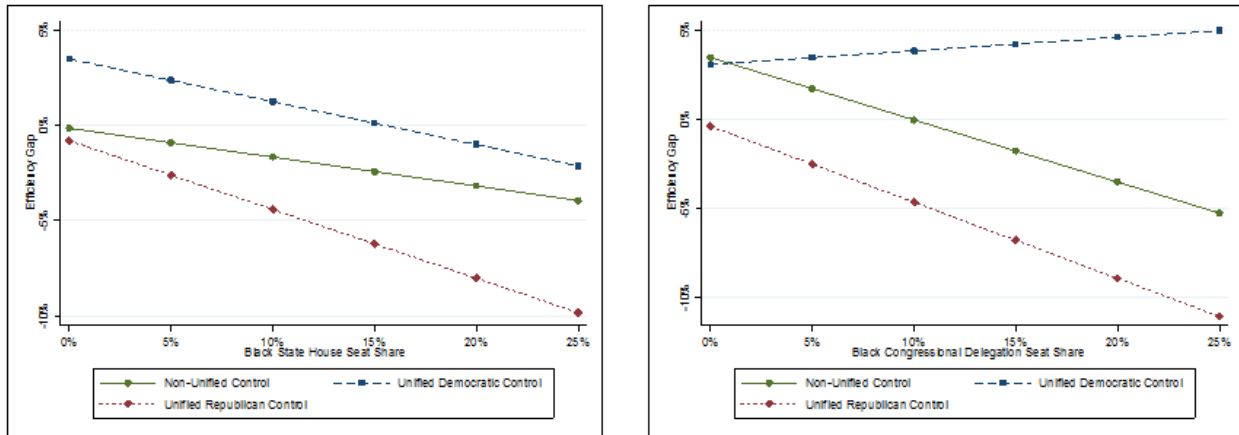 5%
0%
-5%
-10%
Efficiency Gap
0%
5%
10%
15%
20%
25%
Black State House Seat Share
Non-Unified Control
Unified Democratic Control
Unified Republican Control
5%
0%
-5%
-10%
Efficiency Gap
0%
5%
10%
15%
20%
25%
Black Congressional Delegation Seat Share
Non-Unified Control
Unified Democratic Control
Unified Republican Control